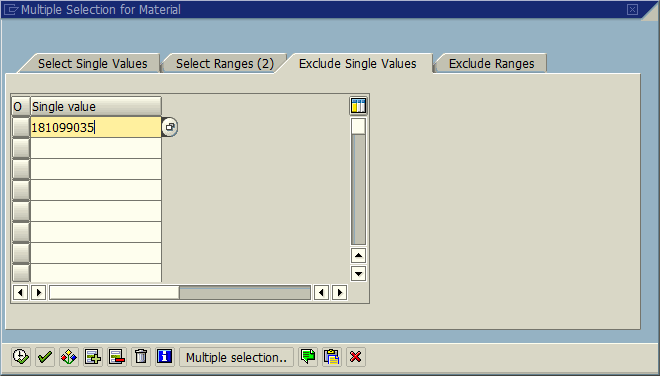 Multiple Selection for Material
Select Single Values Select Ranges (2) Exclude Single Values Exclude Ranges
O Single value
181099035
Multiple selection..